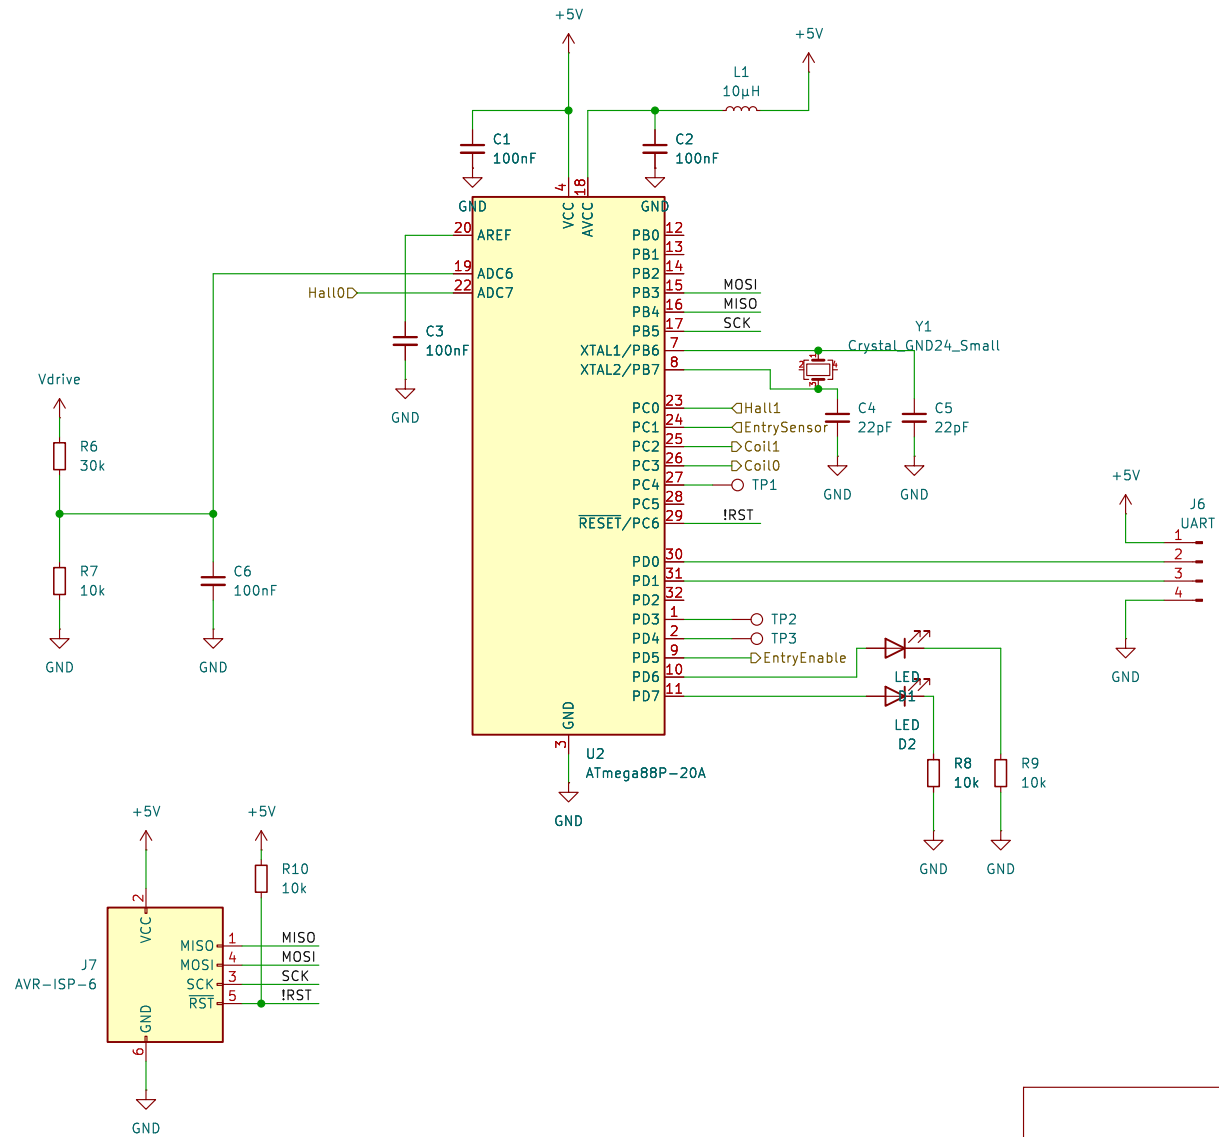 +5V
+5V
L1
10µH
C1
100nF
C2
100nF
GND
GND
4
18
VCC
AVCC
20
AREF
19
ADC6
22
ADC7
Hall0
C3
100nF
GND
PB0
12
PB1
13
PB2
14
PB3
15
MOSI
PB4
16
MISO
PB5
17
SCK
XTAL1/PB6
7
XTAL2/PB7
8
Y1
Crystal_GND24_Small
1
2
3
4
C4
22pF
C5
22pF
GND
GND
PC0
23
Hall1
PC1
24
EntrySensor
PC2
25
Coil1
PC3
26
Coil0
PC4
27
TP1
PC5
28
RESET/PC6
29
!RST
PD0
30
PD1
31
PD2
32
PD3
1
TP2
PD4
2
TP3
PD5
9
EntryEnable
PD6
10
PD7
11
+5V
J6
UART
1
2
3
4
GND
LED
D1
LED
D2
R8
10k
R9
10k
GND
GND
GND
3
U2
ATmega88P-20A
GND
Vdrive
R6
30k
R7
10k
C6
100nF
GND
GND
+5V
+5V
R10
10k
2
VCC
J7
AVR-ISP-6
MISO
1
MISO
MOSI
4
MOSI
SCK
3
SCK
RST
5
!RST
GND
6
GND